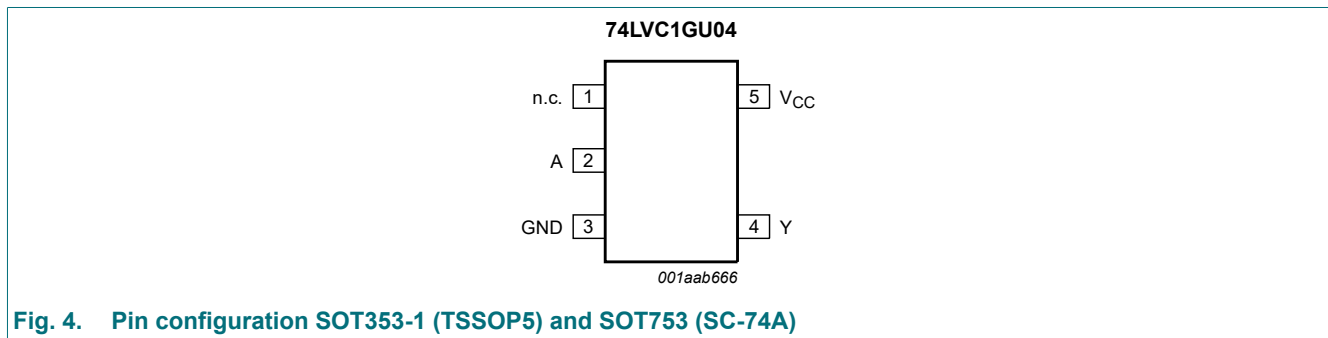 74LVC1GU04
n.c. 1
5 VCC
A 2
GND 3
4 Y
001aab666
Fig. 4. Pin configuration SOT353-1 (TSSOP5) and SOT753 (SC-74A)